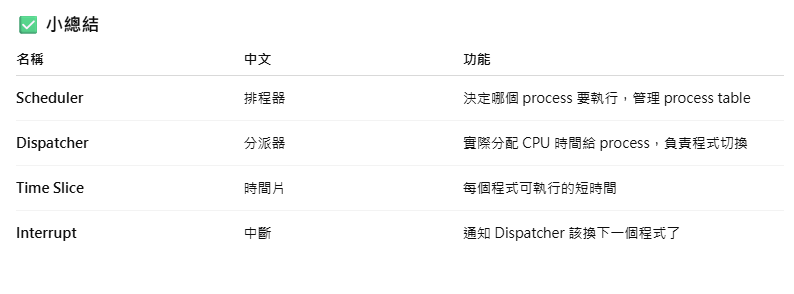 ✅ 小總結
名稱 中文 功能
Scheduler 排程器 決定哪個 process 要執行，管理 process table
Dispatcher 分派器 實際分配 CPU 時間給 process，負責程式切換
Time Slice 時間片 每個程式可執行的短時間
Interrupt 中斷 通知 Dispatcher 該換下一個程式了